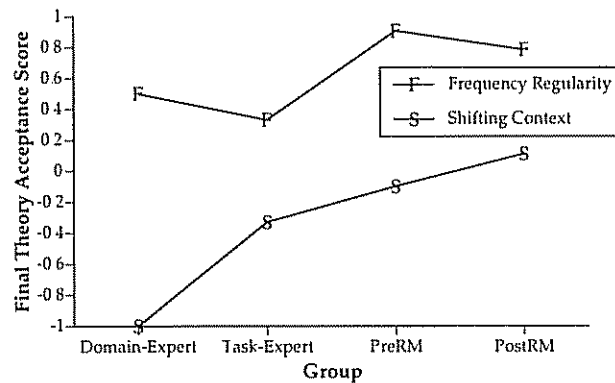 Final Theory Acceptance Score
1
0 8
0 6
0 4
0 2
0
-0 2
-0 4
-0 6
-0 8
-1
F Frequency Regularity
S Shifting Context
F F F F
S S S S
Domain-Expert Task-Expert PreRM PostRM
Group